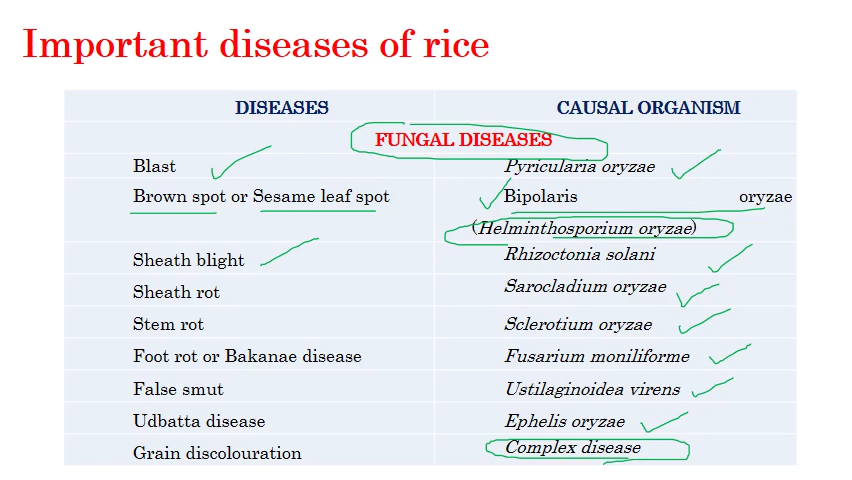 Important diseases of rice
DISEASES CAUSAL ORGANISM
FUNGAL DISEASES
Blast Pyricularia oryzae
Brown spot or Sesame leaf spot Bipolaris oryzae
(Helminthosporium oryzae)
Sheath blight Rhizoctonia solani
Sheath rot Sarocladium oryzae
Stem rot Sclerotium oryzae
Foot rot or Bakanae disease Fusarium moniliforme
False smut Ustilaginoidea virens
Udbatta disease Ephelis oryzae
Grain discolouration Complex disease